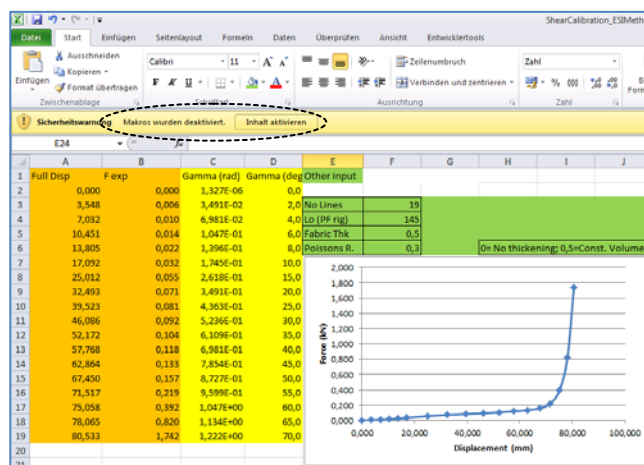 ShearCalibration_ESIMeth
Datei Start Einfügen Seitenlayout Formeln Daten Überprüfen Ansicht Entwicklertools
Ausschneiden Calibri 11 A A Zeilenumbruch Zahl
Kopieren
Einfügen Format übertragen F K U Verbinden und zentrieren % 000
Zwischenablage Schriftart Ausrichtung Zahl
Sicherheitswarnung Makros wurden deaktiviert. Inhalt aktivieren
E24 fx
A B C D E F G H I J
1 Full Disp F exp Gamma (rad) Gamma (deg Other input
2 0,000 0,000 1,327E-06 0,0
3 3,548 0,006 3,491E-02 2,0 No Lines 19
4 7,032 0,010 6,981E-02 4,0 Lo (PF rig) 145
5 10,451 0,014 1,047E-01 6,0 Fabric Thk 0,5
6 13,805 0,022 1,396E-01 8,0 Poissons R. 0,3 0= No thickening; 0,5=Const. Volume
7 17,092 0,032 1,745E-01 10,0
8 25,012 0,055 2,618E-01 15,0
9 32,493 0,071 3,491E-01 20,0
10 39,523 0,081 4,363E-01 25,0
11 46,086 0,092 5,236E-01 30,0
12 52,172 0,104 6,109E-01 35,0
13 57,768 0,118 6,981E-01 40,0
14 62,864 0,133 7,854E-01 45,0
15 67,450 0,157 8,727E-01 50,0
16 71,517 0,219 9,599E-01 55,0
17 75,058 0,392 1,047E+00 60,0
18 78,065 0,820 1,134E+00 65,0
19 80,533 1,742 1,222E+00 70,0
20
21
2,000
1,800
1,600
1,400
1,200
1,000
0,800
0,600
0,400
0,200
0,000
Force (kN)
0,000 20,000 40,000 60,000 80,000 100,000
Displacement (mm)